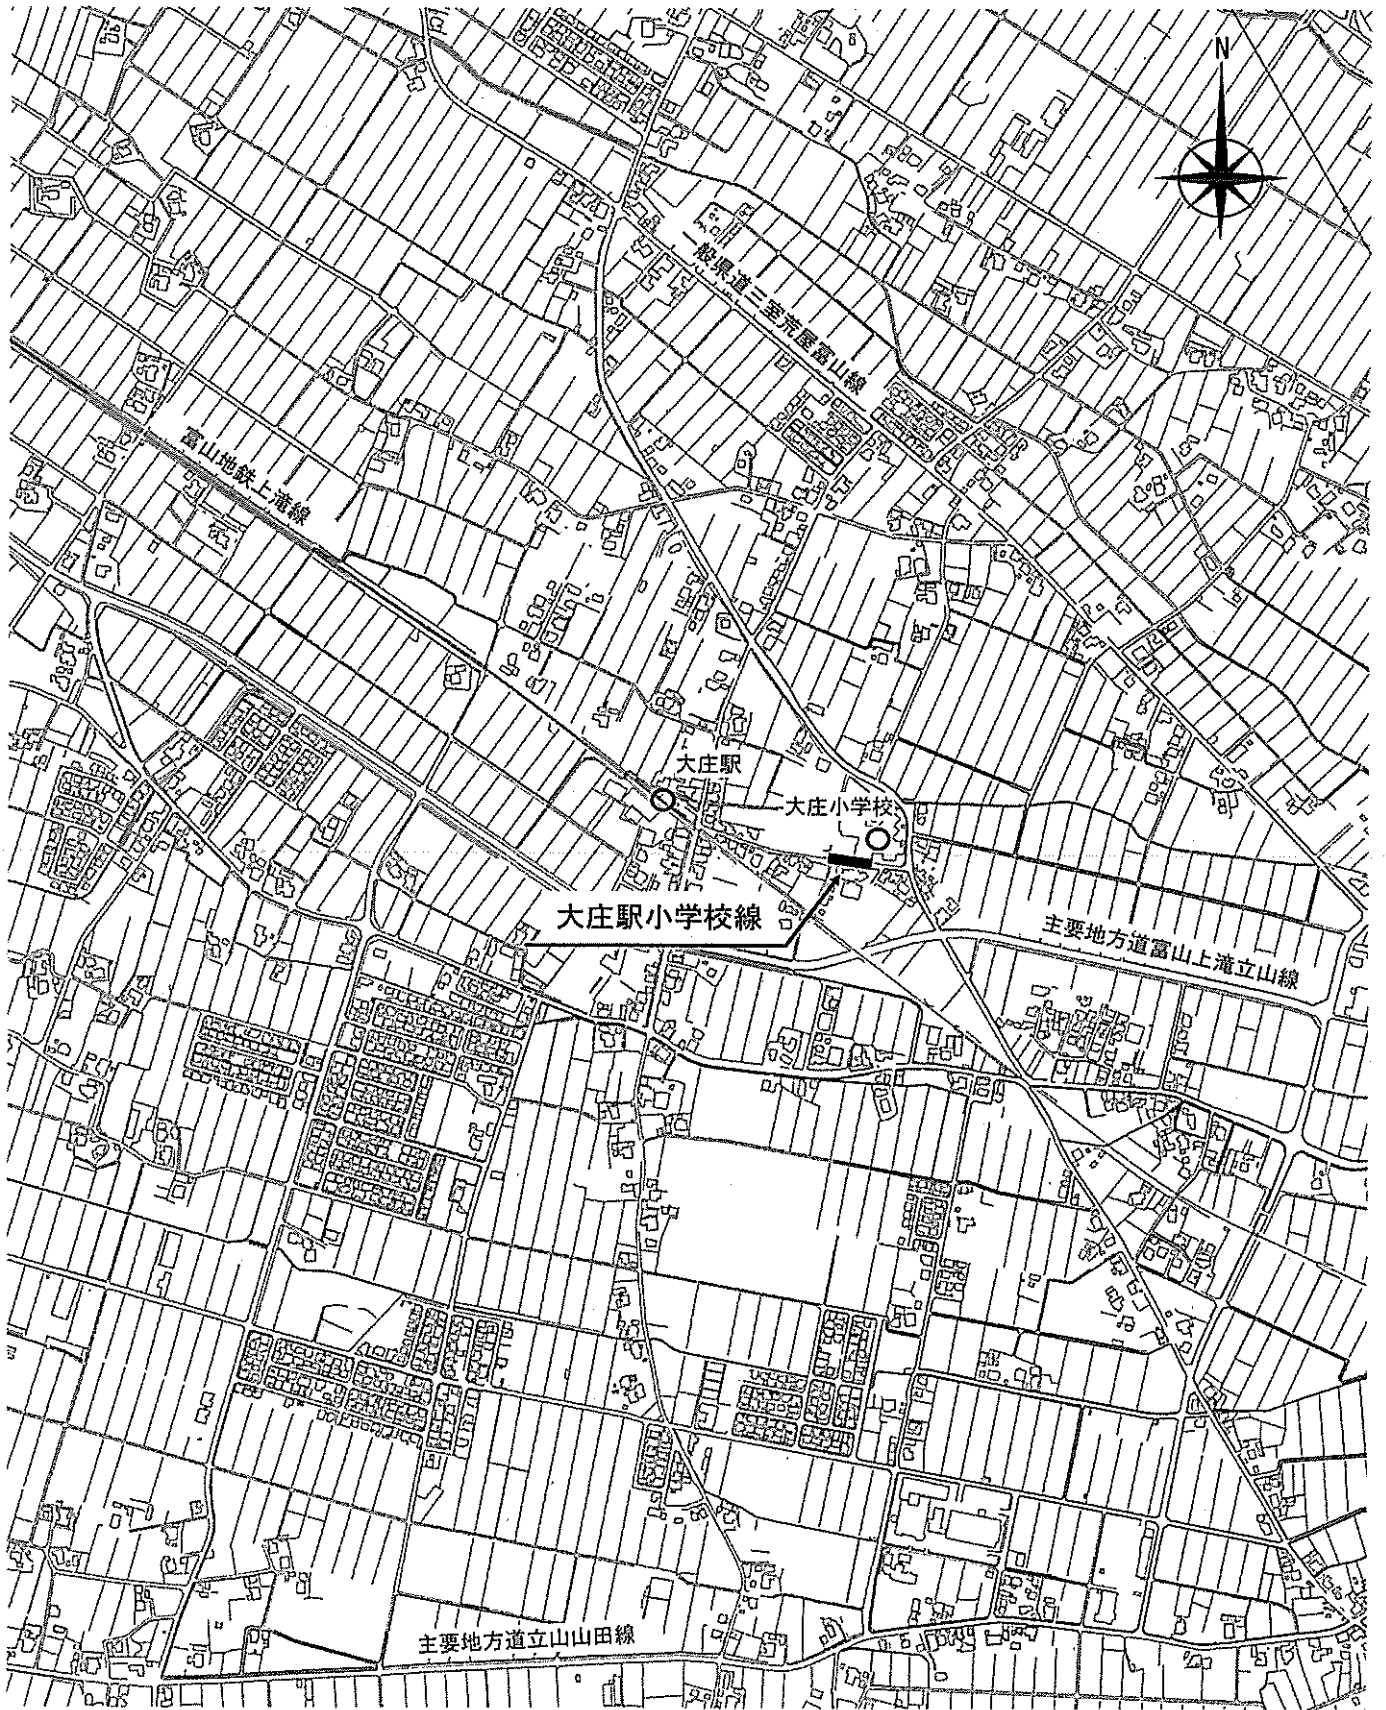 N
一般県道三室荒屋富山線
富山地鉄上滝線
大庄駅
大庄小学校
大庄駅小学校線
主要地方道富山上滝立山線
主要地方道立山山田線